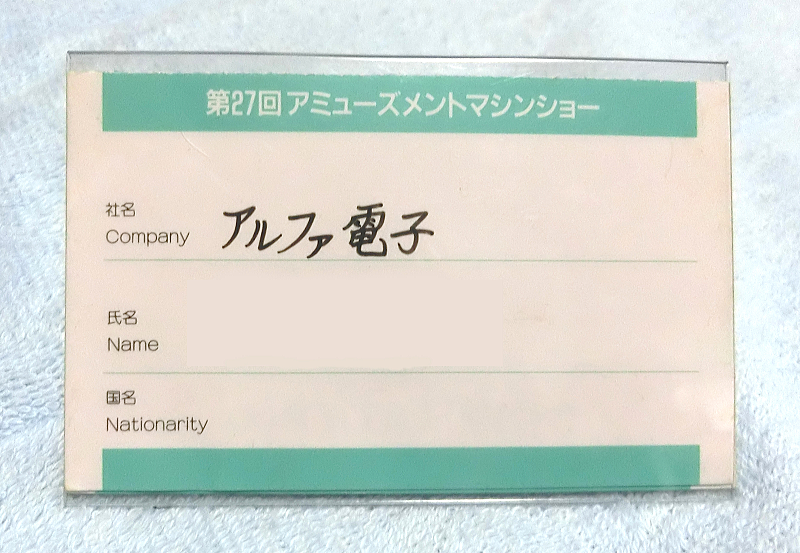 第27回アミューズメントマシンショー
社名
Company アルファ電子
氏名
Name
国名
Nationarity